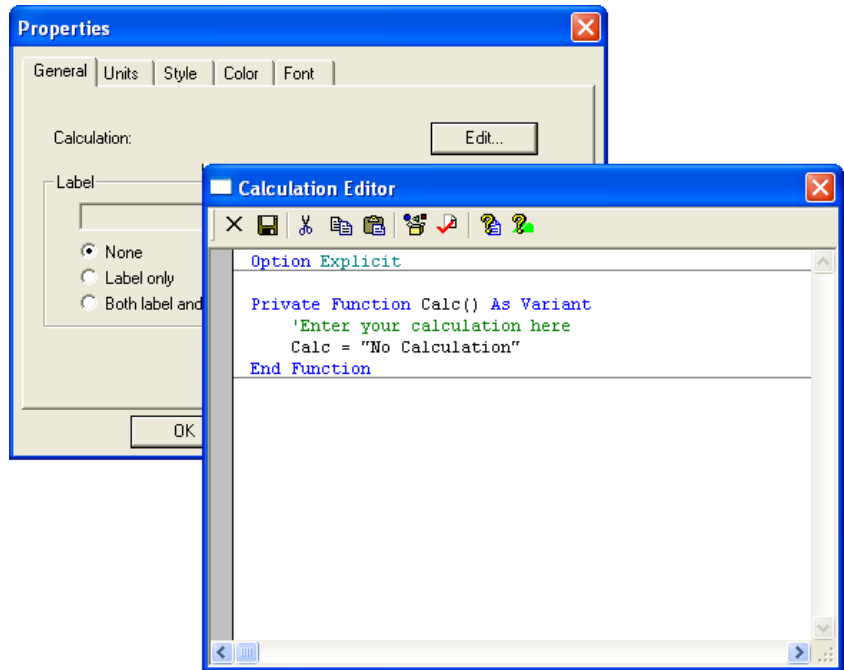 Properties
General Units Style Color Font
Calculation: Edit...
Label
None
Label only
Both label and
OK
Calculation Editor
Option Explicit
Private Function Calc() As Variant
'Enter your calculation here
Calc = "No Calculation"
End Function